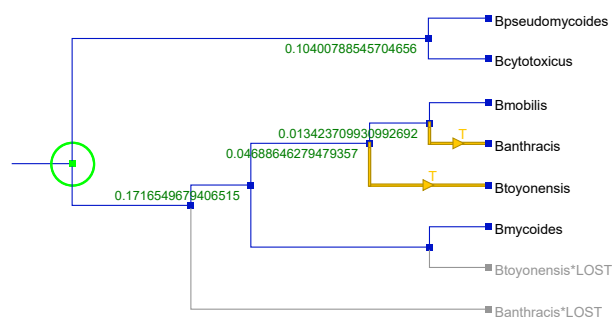 Bpseudomycoides
0.10400788545704656
Bcytotoxicus
Bmobilis
0.013423709930992692
T
Banthracis
0.04688646279479357
T
Btoyonensis
0.1716549679406515
Bmycoides
Btoyonensis*LOST
Banthracis*LOST